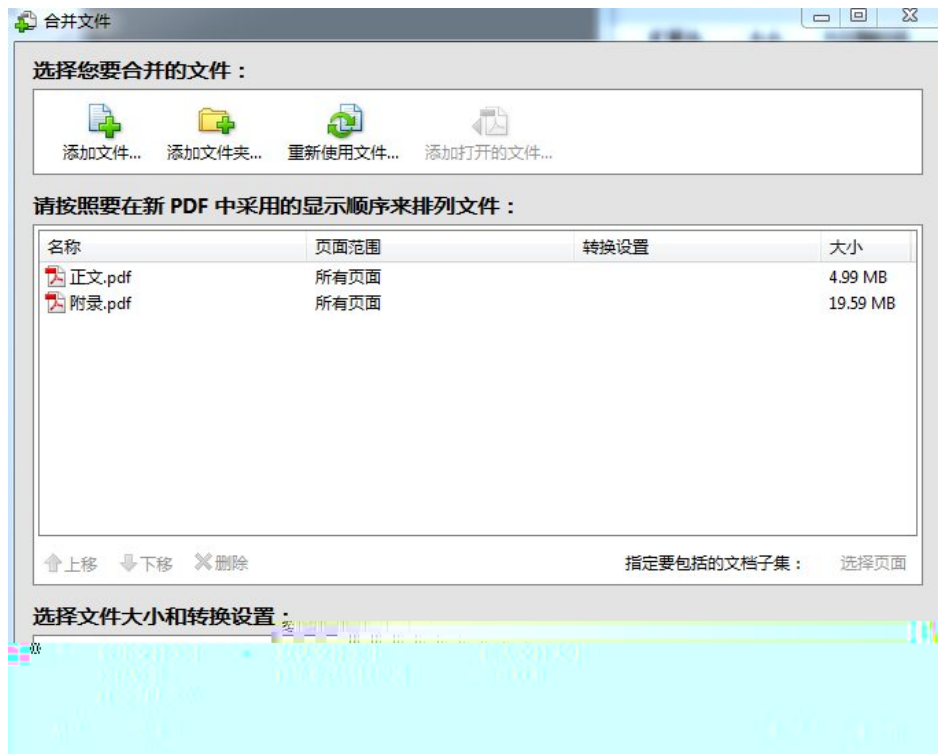 合并文件
选择您要合并的文件：
添加文件... 添加文件夹... 重新使用文件... 添加打开的文件...
请按照要在新 PDF 中采用的显示顺序来排列文件：
名称 页面范围 转换设置 大小
正文.pdf 所有页面 4.99 MB
附录.pdf 所有页面 19.59 MB
上移 下移 删除 指定要包括的文档子集： 选择页面
选择文件大小和转换设置：